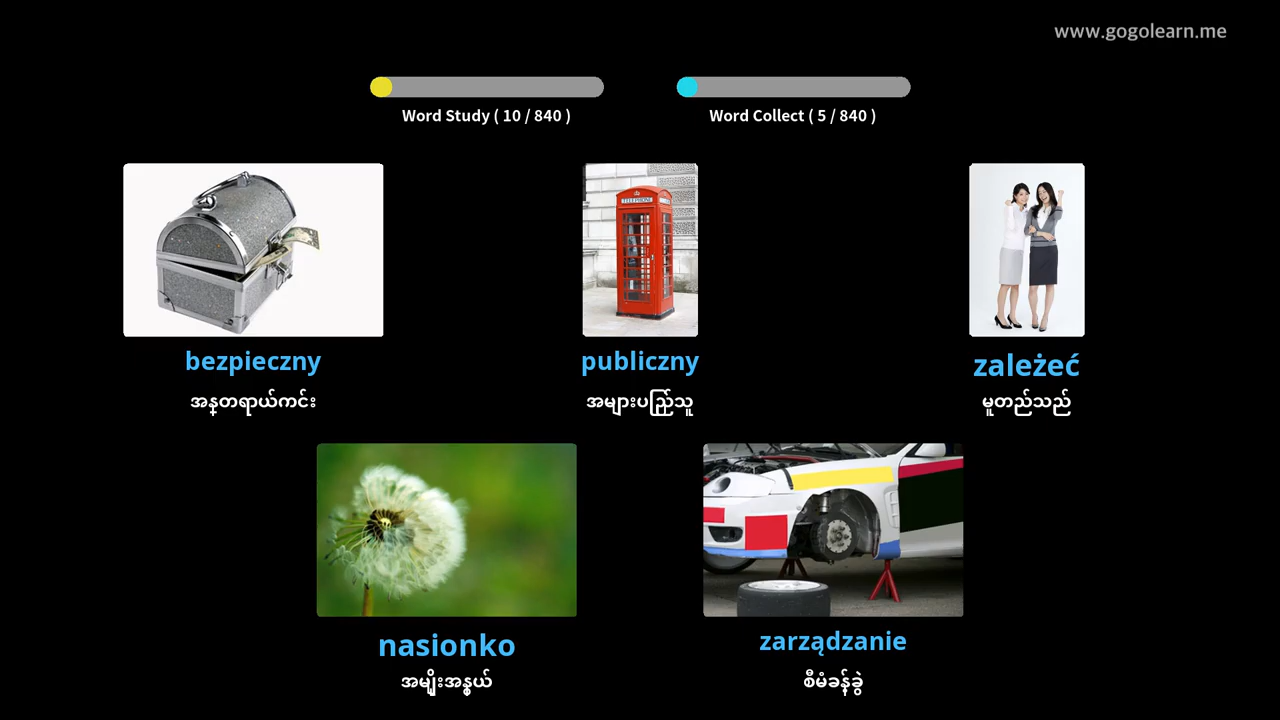 www.gogolearn.me
Word Study ( 10 / 840 )
Word Collect ( 5 / 840 )
TELEPHONE
bezpieczny
publiczny
zależeć
အန္တရာယ်ကင်း
အများပြည်သူ
မူတည်သည်
nasionko
zarządzanie
အမျိုးအနွယ်
စီမံခန့်ခွဲ